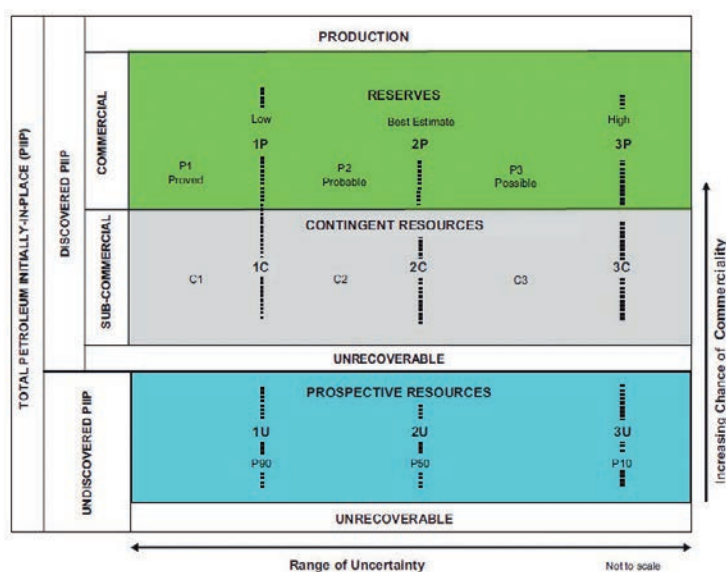 PRODUCTION
RESERVES
Low
Best Estimate
High
1P
2P
3P
P1
Proved
P2
Probable
P3
Possible
CONTINGENT RESOURCES
1C
2C
3C
C1
C2
C3
UNRECOVERABLE
PROSPECTIVE RESOURCES
1U
2U
3U
P90
P50
P10
UNRECOVERABLE
TOTAL PETROLEUM INITIALLY-IN-PLACE (PIIP)
DISCOVERED PIIP
UNDISCOVERED PIIP
COMMERCIAL
SUB-COMMERCIAL
Increasing Chance of Commerciality
Range of Uncertainty
Not to scale